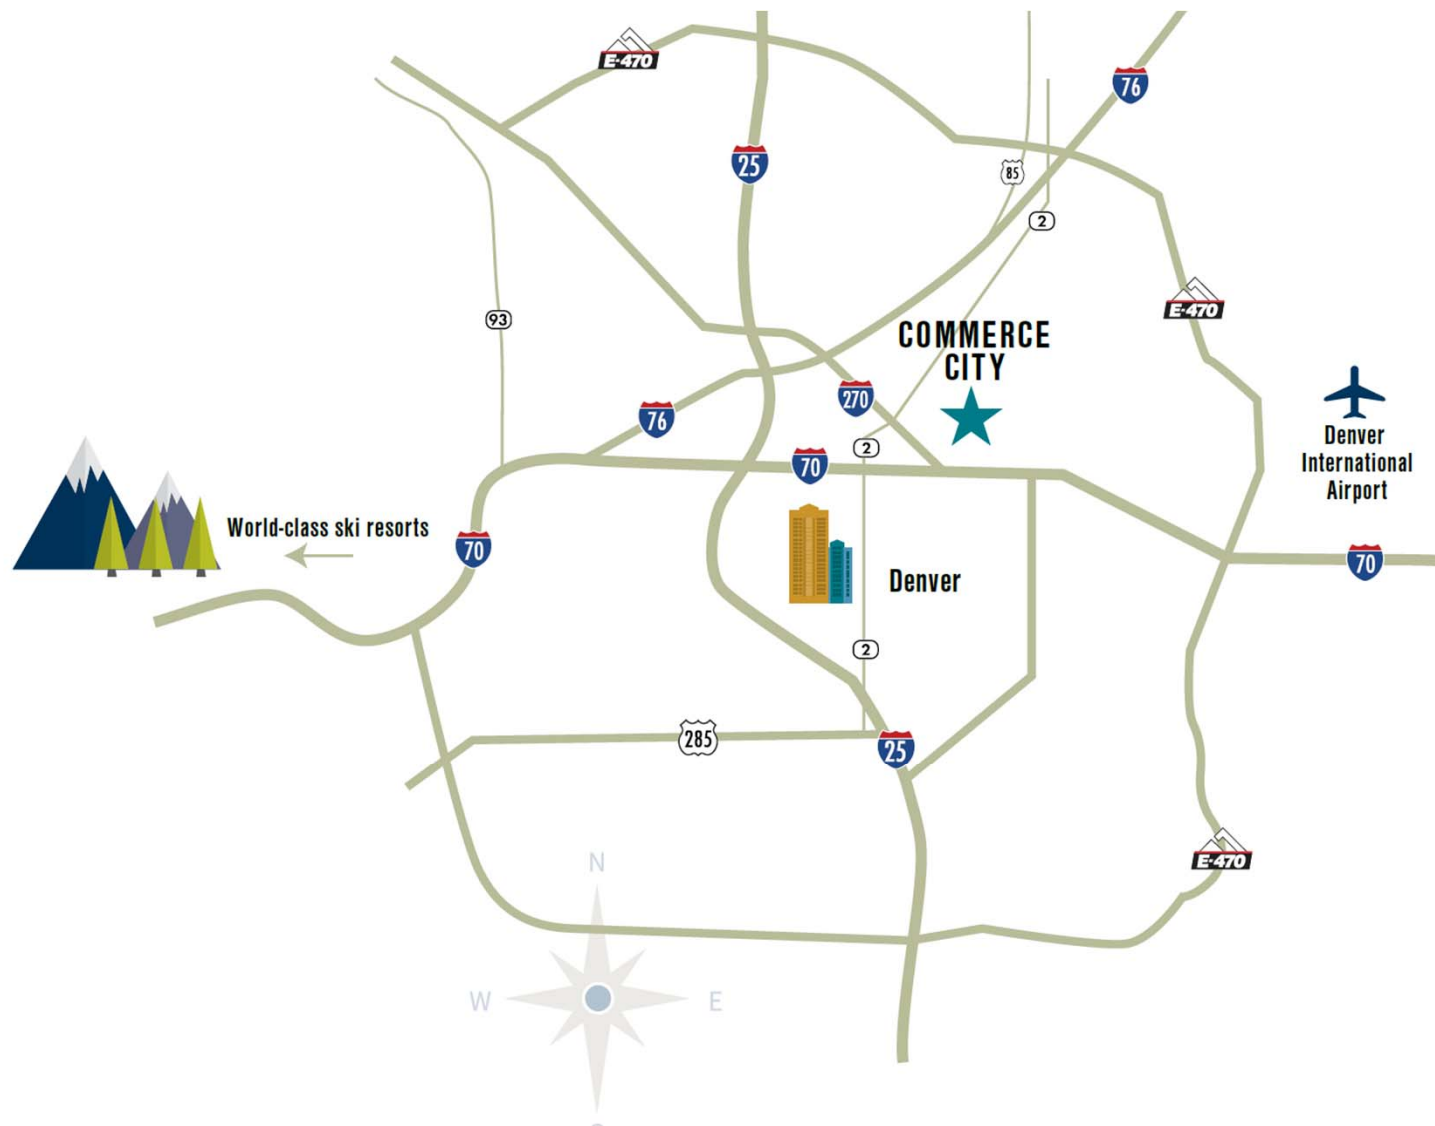 E-470
76
25
85
2
E-470
93
COMMERCE
CITY
270
76
Denver
International
Airport
2
70
World-class ski resorts
70
70
Denver
2
285
25
E-470
N
W
E